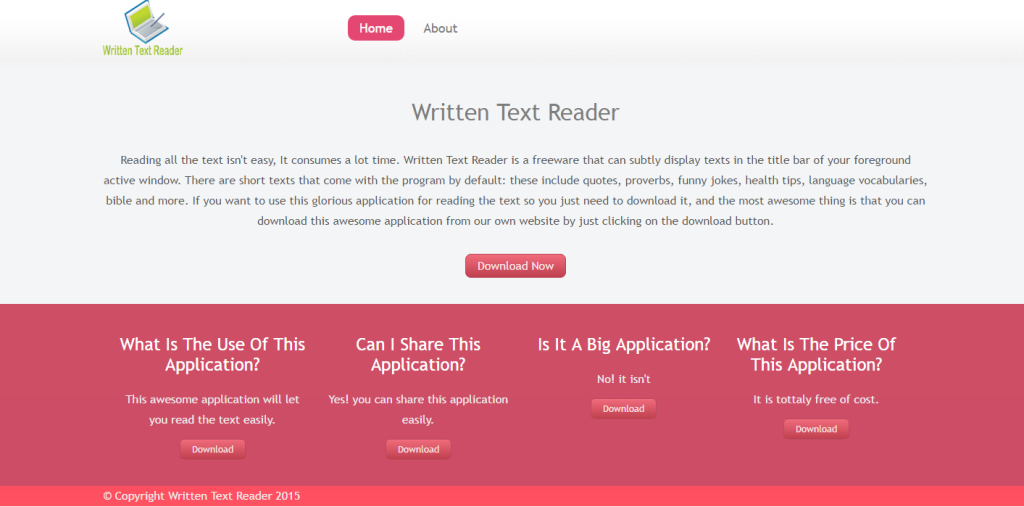 Written Text Reader
Home
About
Written Text Reader
Reading all the text isn't easy, It consumes a lot time. Written Text Reader is a freeware that can subtly display texts in the title bar of your foreground
active window. There are short texts that come with the program by default: these include quotes, proverbs, funny jokes, health tips, language vocabularies,
bible and more. If you want to use this glorious application for reading the text so you just need to download it, and the most awesome thing is that you can
download this awesome application from our own website by just clicking on the download button.
Download Now
What Is The Use Of This
Application?
This awesome application will let
you read the text easily.
Download
Can I Share This
Application?
Yes! you can share this application
easily.
Download
Is It A Big Application?
No! it isn't
Download
What Is The Price Of
This Application?
It is tottaly free of cost.
Download
© Copyright Written Text Reader 2015